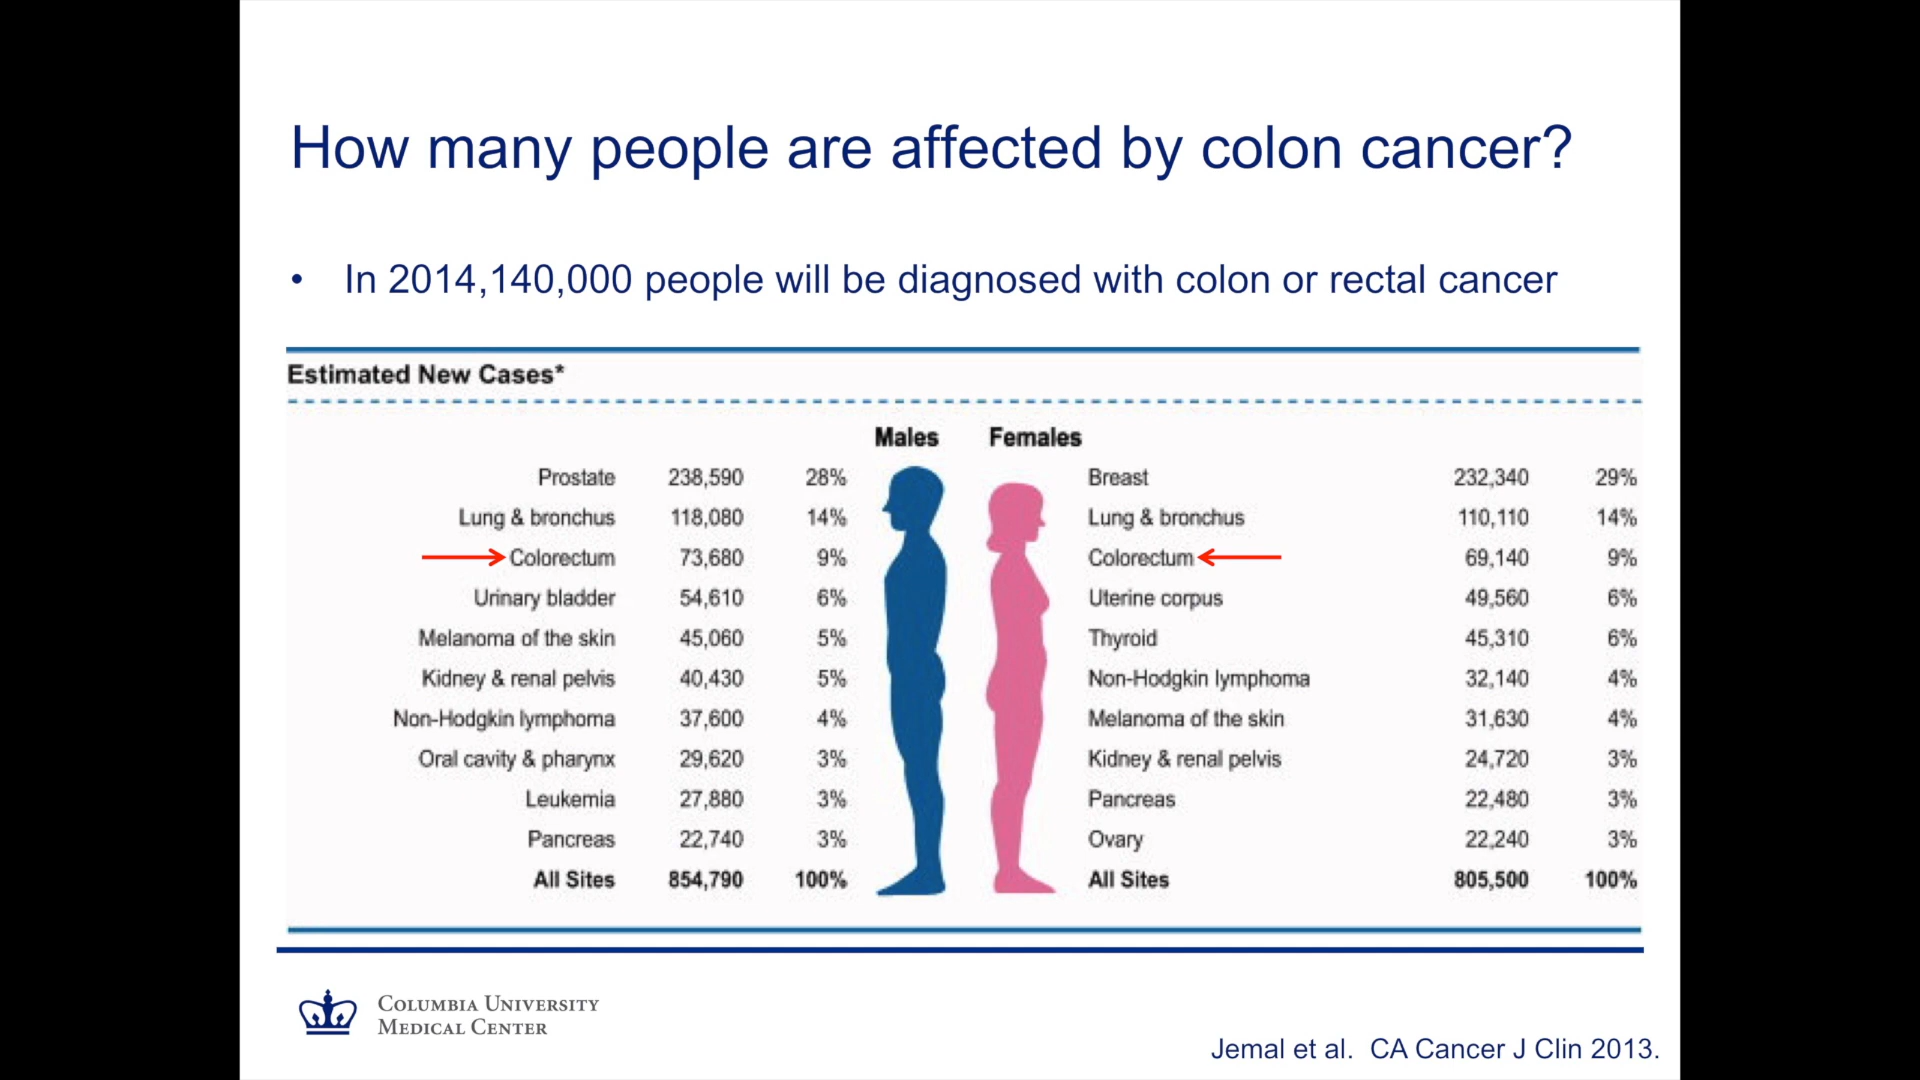 How many people are affected by colon cancer?
• In 2014,140,000 people will be diagnosed with colon or rectal cancer
Estimated New Cases*
Males Females
Prostate 238,590 28% Breast 232,340 29%
Lung & bronchus 118,080 14% Lung & bronchus 110,110 14%
Colorectum 73,680 9% Colorectum 69,140 9%
Urinary bladder 54,610 6% Uterine corpus 49,560 6%
Melanoma of the skin 45,060 5% Thyroid 45,310 6%
Kidney & renal pelvis 40,430 5% Non-Hodgkin lymphoma 32,140 4%
Non-Hodgkin lymphoma 37,600 4% Melanoma of the skin 31,630 4%
Oral cavity & pharynx 29,620 3% Kidney & renal pelvis 24,720 3%
Leukemia 27,880 3% Pancreas 22,480 3%
Pancreas 22,740 3% Ovary 22,240 3%
All Sites 854,790 100% All Sites 805,500 100%
COLUMBIA UNIVERSITY
MEDICAL CENTER
Jemal et al. CA Cancer J Clin 2013.